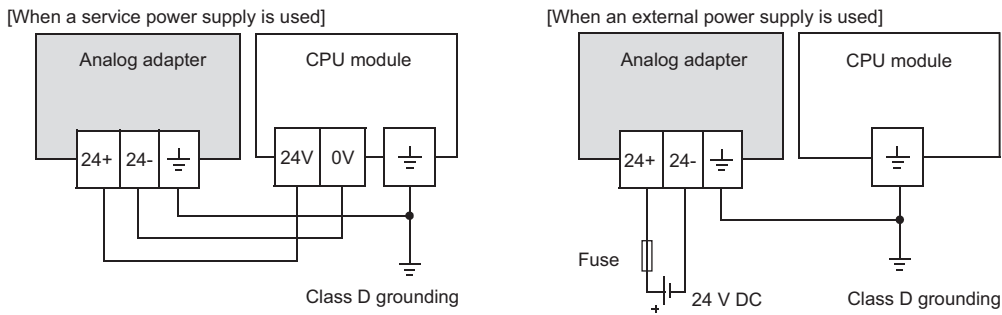 [When a service power supply is used]
Analog adapter
CPU module
24+
24-
24V
0V
Class D grounding
[When an external power supply is used]
Analog adapter
CPU module
24+
24-
Fuse
+
24 V DC
Class D grounding